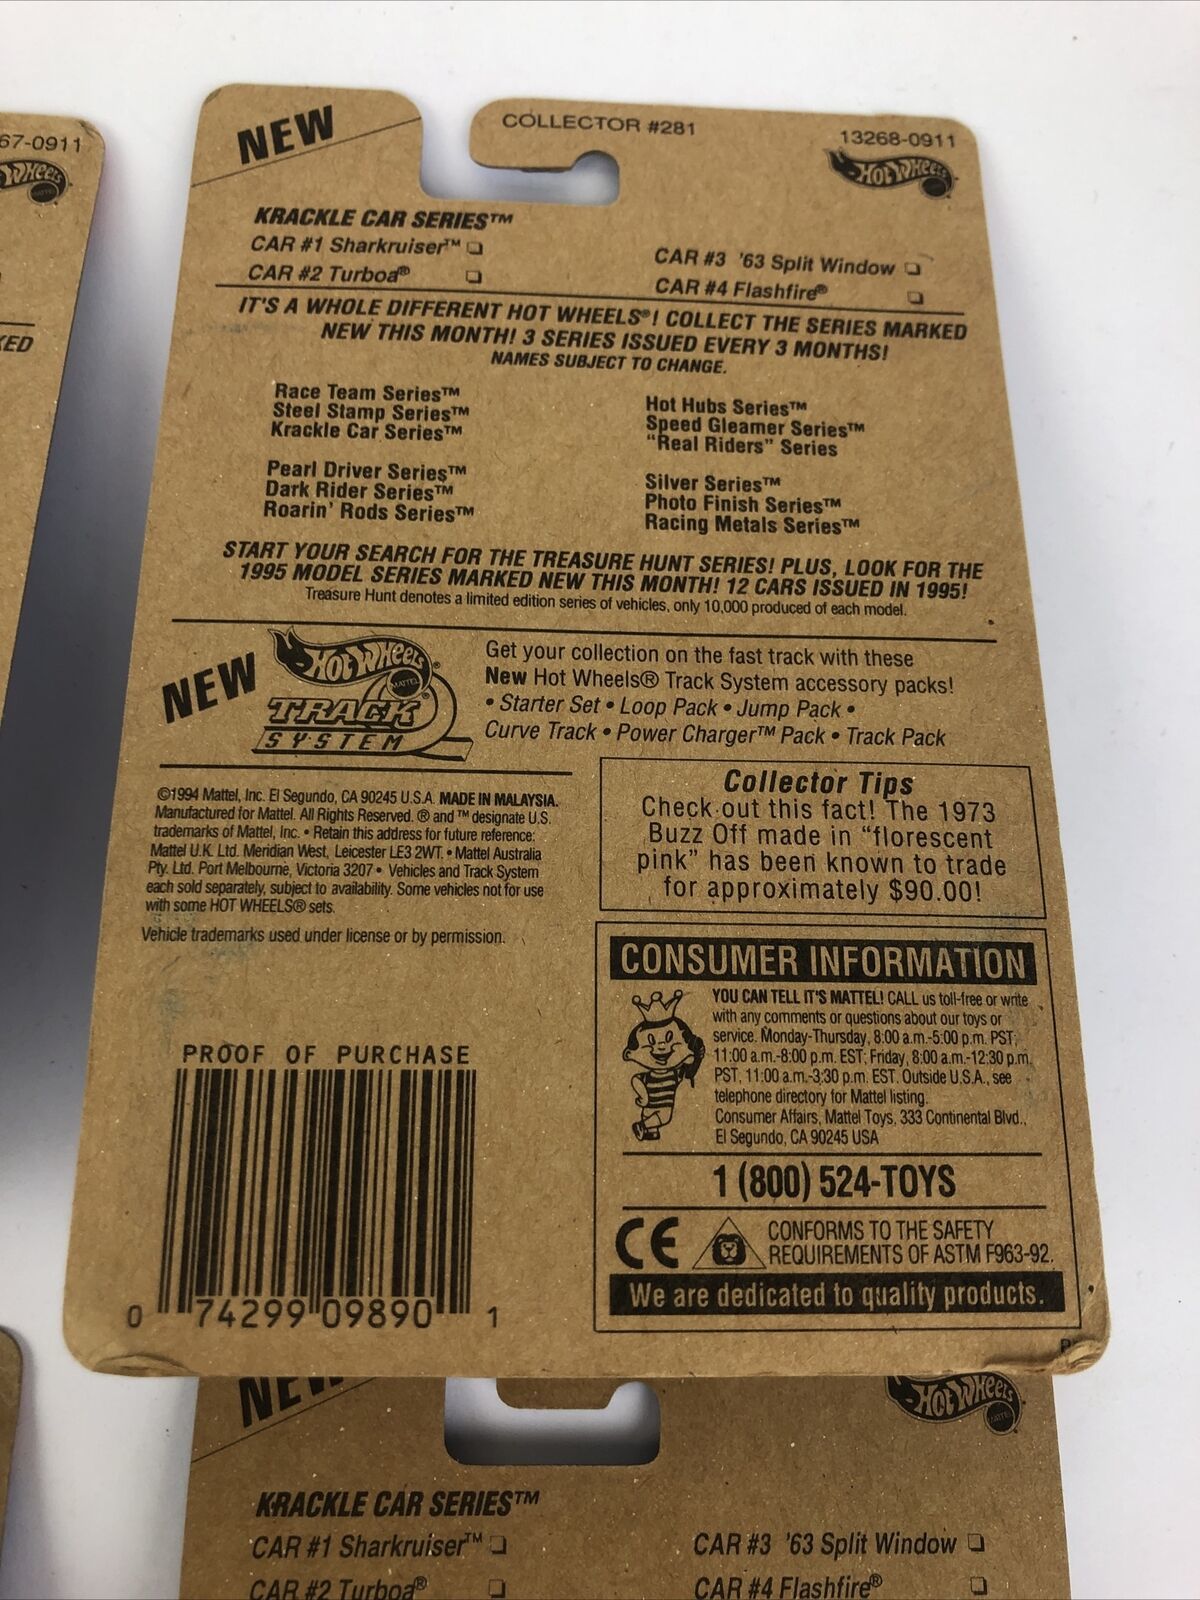 67-0911
HOT WHEELS
MATTEL
KED
NEW
COLLECTOR #281
13268-0911
HOT WHEELS
KRACKLE CAR SERIES™
CAR #1 Sharkruiser™ ❏
CAR #2 Turboa® ❏
CAR #3 '63 Split Window ❏
CAR #4 Flashfire® ❏
IT'S A WHOLE DIFFERENT HOT WHEELS®! COLLECT THE SERIES MARKED
NEW THIS MONTH! 3 SERIES ISSUED EVERY 3 MONTHS!
NAMES SUBJECT TO CHANGE.
Race Team Series™
Steel Stamp Series™
Krackle Car Series™
Hot Hubs Series™
Speed Gleamer Series™
“Real Riders” Series
Pearl Driver Series™
Dark Rider Series™
Roarin' Rods Series™
Silver Series™
Photo Finish Series™
Racing Metals Series™
START YOUR SEARCH FOR THE TREASURE HUNT SERIES! PLUS, LOOK FOR THE
1995 MODEL SERIES MARKED NEW THIS MONTH! 12 CARS ISSUED IN 1995!
Treasure Hunt denotes a limited edition series of vehicles, only 10,000 produced of each model.
NEW
HOT WHEELS®
MATTEL
TRACK®
SYSTEM
Get your collection on the fast track with these
New Hot Wheels® Track System accessory packs!
• Starter Set • Loop Pack • Jump Pack •
Curve Track • Power Charger™ Pack • Track Pack
©1994 Mattel, Inc. El Segundo, CA 90245 U.S.A. MADE IN MALAYSIA.
Manufactured for Mattel. All Rights Reserved. ® and ™ designate U.S.
trademarks of Mattel, Inc. • Retain this address for future reference:
Mattel U.K. Ltd. Meridian West, Leicester LE3 2WT. • Mattel Australia
Pty. Ltd. Port Melbourne, Victoria 3207 • Vehicles and Track System
each sold separately, subject to availability. Some vehicles not for use
with some HOT WHEELS® sets.
Vehicle trademarks used under license or by permission.
Collector Tips
Check out this fact! The 1973
Buzz Off made in “florescent
pink” has been known to trade
for approximately $90.00!
CONSUMER INFORMATION
YOU CAN TELL IT'S MATTEL! CALL us toll-free or write
with any comments or questions about our toys or
service. Monday-Thursday, 8:00 a.m.-5:00 p.m. PST;
11:00 a.m.-8:00 p.m. EST; Friday, 8:00 a.m.-12:30 p.m.
PST, 11:00 a.m.-3:30 p.m. EST. Outside U.S.A., see
telephone directory for Mattel listing.
Consumer Affairs, Mattel Toys, 333 Continental Blvd.,
El Segundo, CA 90245 USA
1 (800) 524-TOYS
CE
CONFORMS TO THE SAFETY
REQUIREMENTS OF ASTM F963-92.
We are dedicated to quality products.
PROOF OF PURCHASE
0 74299 09890 1
NEW
HOT WHEELS
MATTEL
KRACKLE CAR SERIES™
CAR #1 Sharkruiser™ ❏
CAR #2 Turboa® ❏
CAR #3 '63 Split Window ❏
CAR #4 Flashfire® ❏